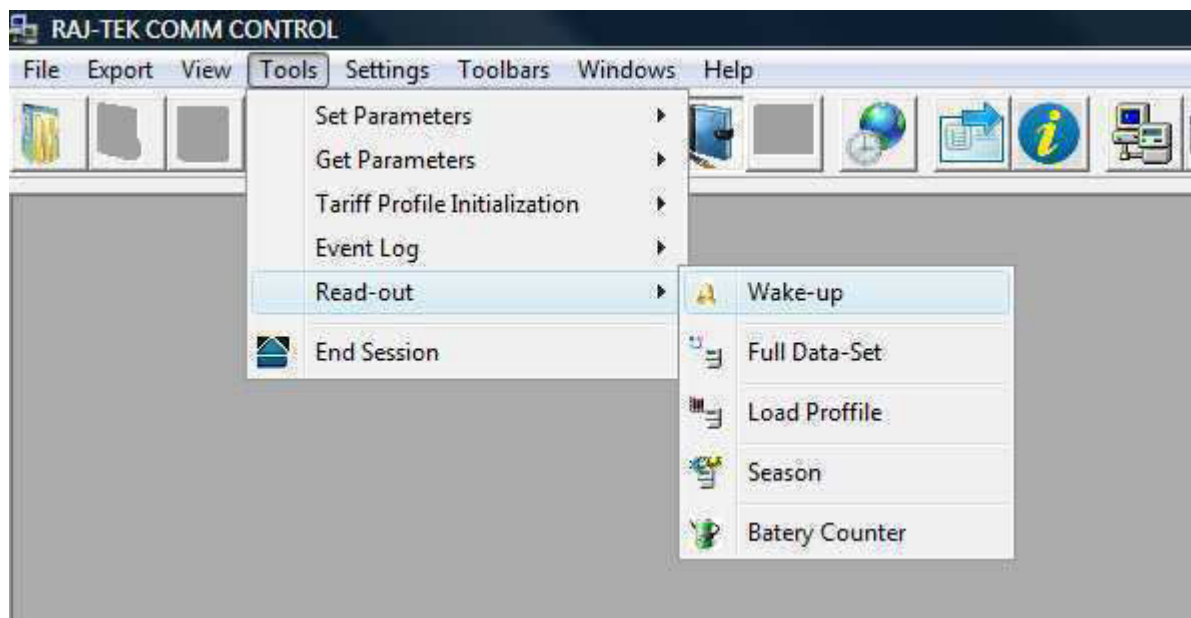 RAJ-TEK COMM CONTROL
File Export View Tools Settings Toolbars Windows Help
Set Parameters
Get Parameters
Tariff Profile Initialization
Event Log
Read-out
End Session
Wake-up
Full Data-Set
Load Proffile
Season
Batery Counter